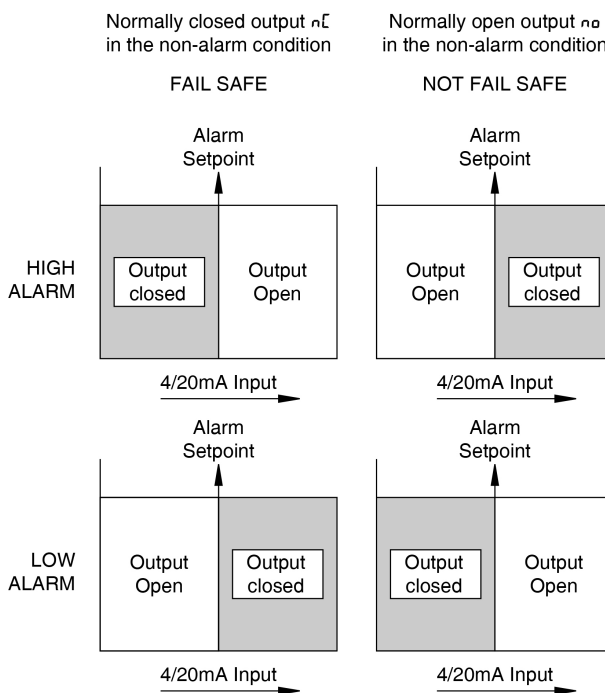 Normally closed output nC
in the non-alarm condition
FAIL SAFE
Normally open output no
in the non-alarm condition
NOT FAIL SAFE
Alarm
Setpoint
Alarm
Setpoint
HIGH
ALARM
Output
closed
Output
Open
Output
Open
Output
closed
4/20mA Input
4/20mA Input
Alarm
Setpoint
Alarm
Setpoint
LOW
ALARM
Output
Open
Output
closed
Output
closed
Output
Open
4/20mA Input
4/20mA Input